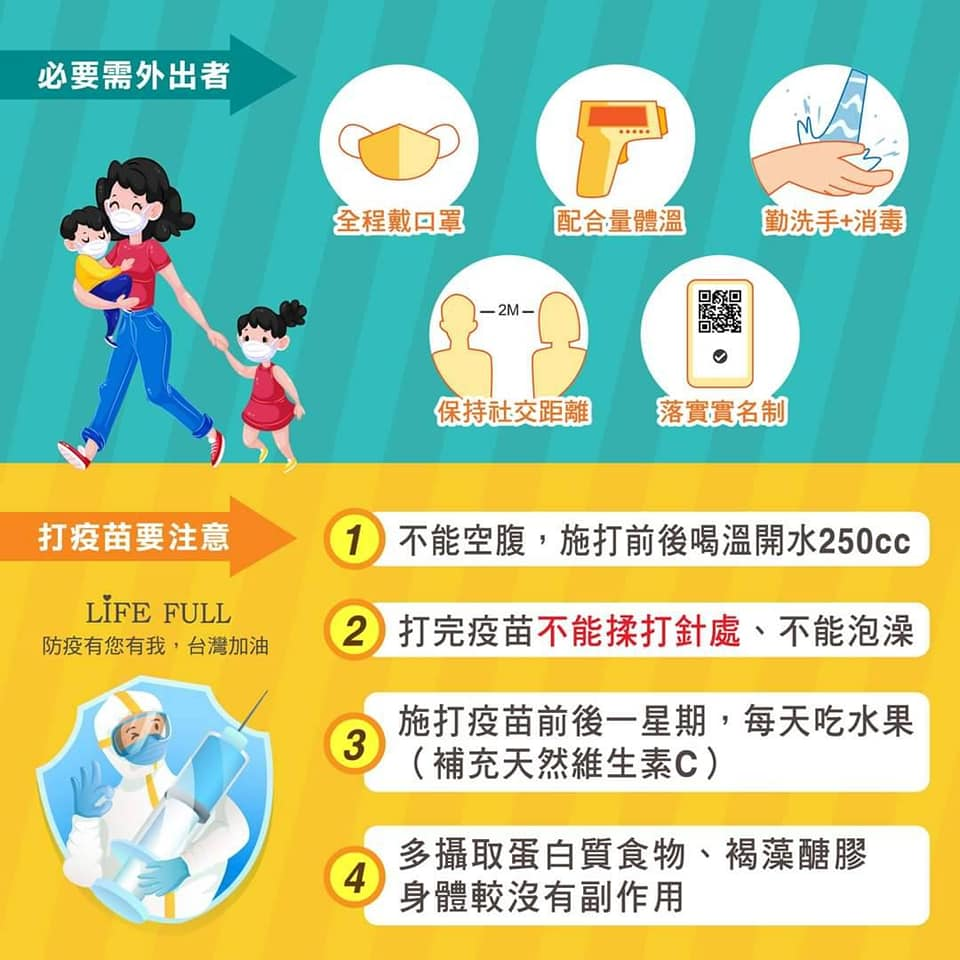 必要需外出者
全程戴口罩
配合量體溫
勤洗手+消毒
2M
保持社交距離
落實實名制
打疫苗要注意
LiFE FULL
防疫有您有我，台灣加油
1 不能空腹，施打前後喝溫開水250cc
2 打完疫苗不能揉打針處、不能泡澡
3 施打疫苗前後一星期，每天吃水果
（補充天然維生素C）
4 多攝取蛋白質食物、褐藻醣膠
身體較沒有副作用